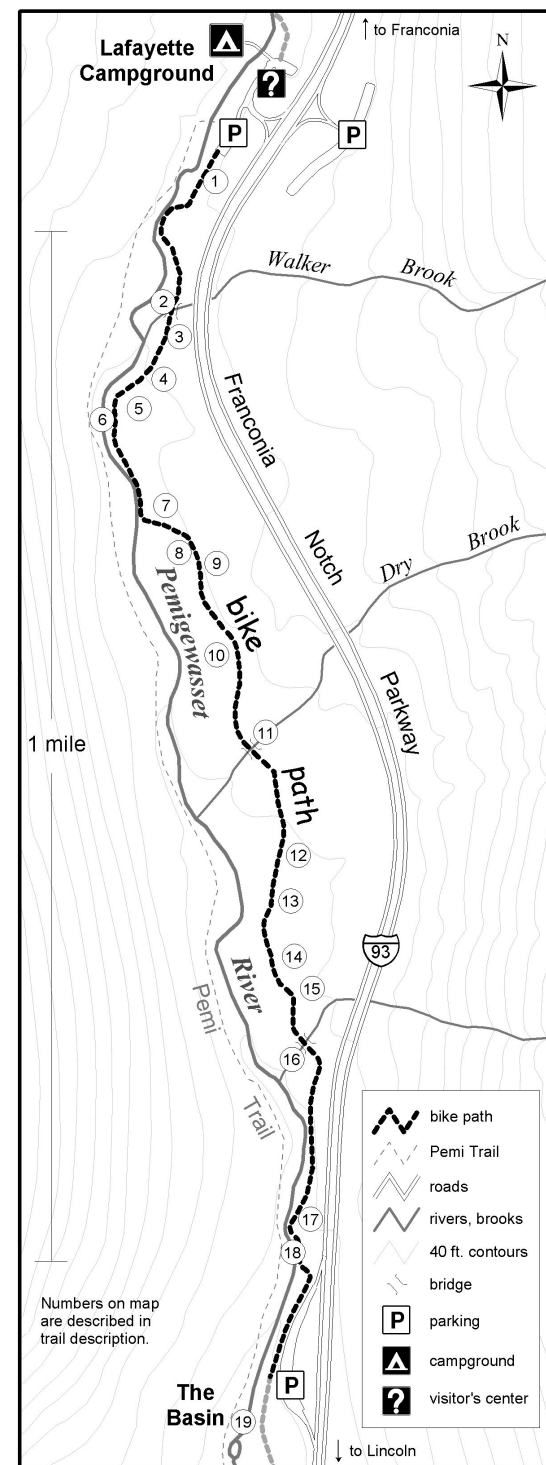 ↑ to Franconia
Lafayette
Campground
N
?
P
P
1
Walker Brook
2
3
4
5
6
Franconia
Notch
Parkway
7
8
9
Dry Brook
Pemigewasset
River
bike
path
10
11
1 mile
12
13
93
14
15
Pemi
Trail
16
17
18
bike path
Pemi Trail
roads
rivers, brooks
40 ft. contours
bridge
P parking
campground
? visitor's center
Numbers on map
are described in
trail description.
P
The
Basin
19
↓ to Lincoln